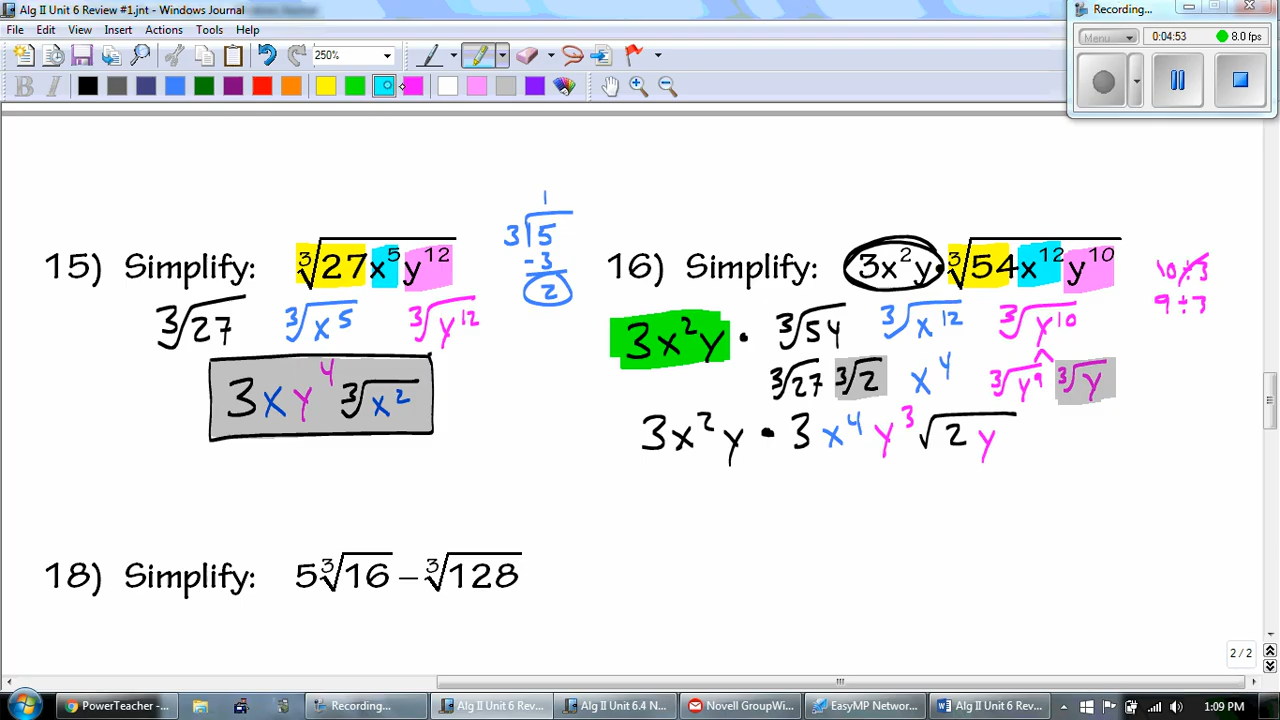 Alg II Unit 6 Review #1.jnt - Windows Journal
Recording...
File Edit View Insert Actions Tools Help
Menu 0:04:53 8.0 fps
250%
B I
1
3 5
-3
2
15) Simplify: ∛(27x⁵y¹²)
∛27 ∛x⁵ ∛y¹²
3xy⁴ ∛x²
16) Simplify: 3x²y · ∛(54x¹²y¹⁰)
10 ÷ 3
9 ÷ 3
3x²y · ∛54 ∛x¹² ∛y¹⁰
∛27 ∛2 x⁴ ∛y⁹ ∛y
3x²y · 3x⁴y³ √2y
18) Simplify: 5∛16 – ∛128
2 / 2
PowerTeacher -... Recording... Alg II Unit 6 Rev... Alg II Unit 6.4 N... Novell GroupWi... EasyMP Networ... Alg II Unit 6 Rev... 1:09 PM